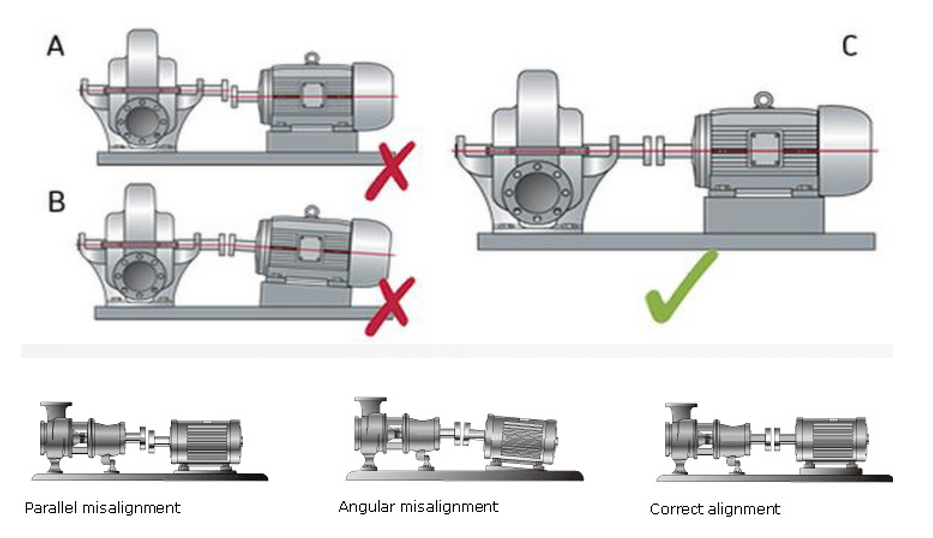 A
C
B
Parallel misalignment
Angular misalignment
Correct alignment